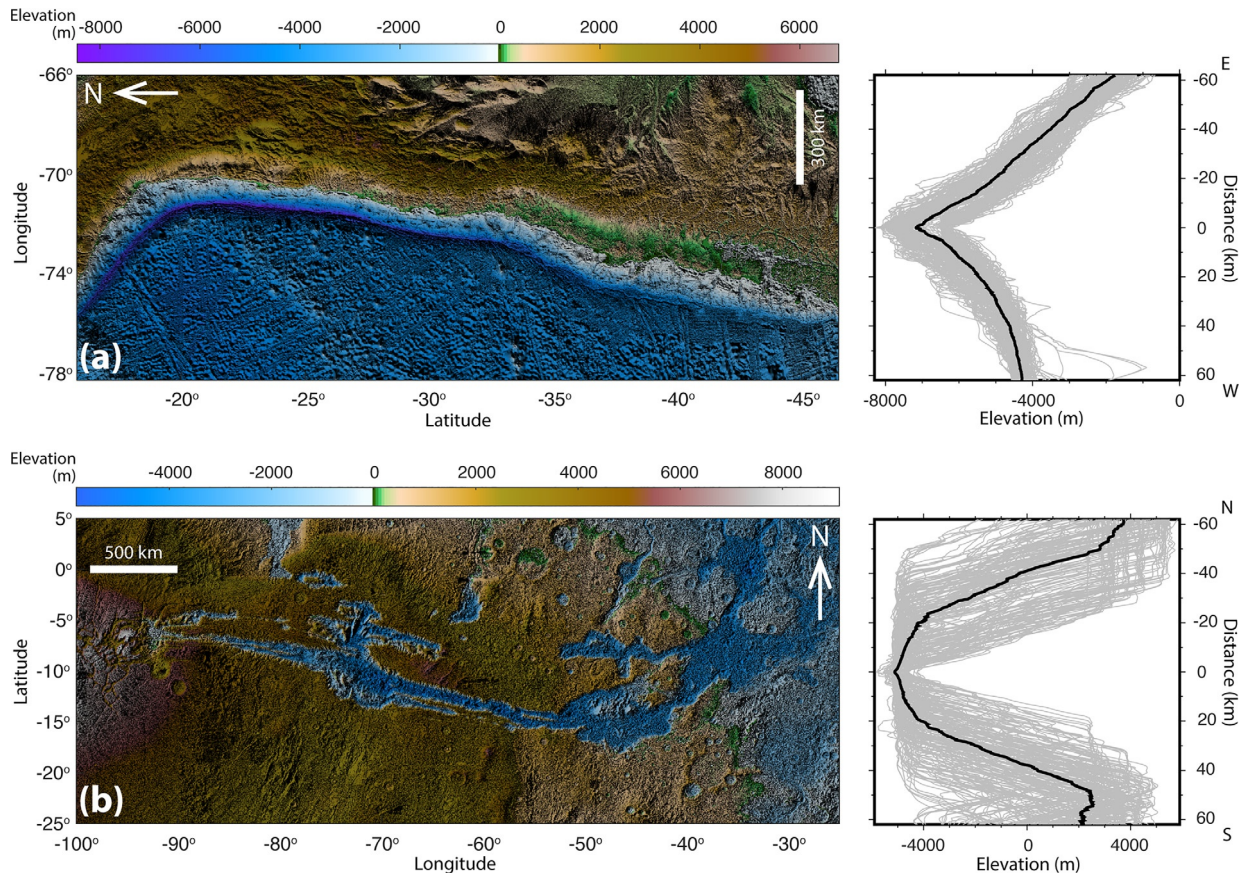 Elevation
(m)
-8000 -6000 -4000 -2000 0 2000 4000 6000
-66°
-70°
-74°
-78°
Longitude
N
300 km
(a)
-20° -25° -30° -35° -40° -45°
Latitude
E
-60
-40
-20
0
20
40
60
Distance (km)
W
-8000 -4000 0
Elevation (m)
Elevation
(m)
-4000 -2000 0 2000 4000 6000 8000
5°
0°
-5°
-10°
-15°
-20°
-25°
Latitude
500 km
N
(b)
-100° -90° -80° -70° -60° -50° -40° -30°
Longitude
N
-60
-40
-20
0
20
40
60
Distance (km)
S
-4000 0 4000
Elevation (m)